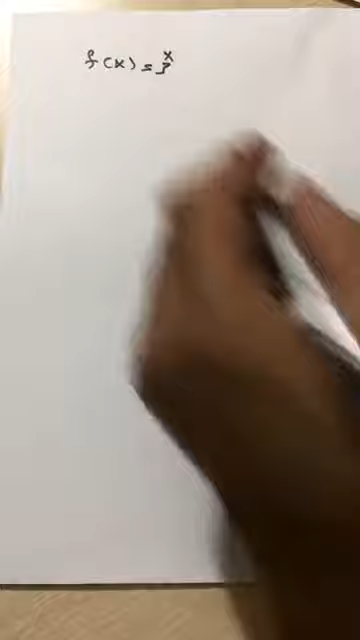 f(x) = 3^x